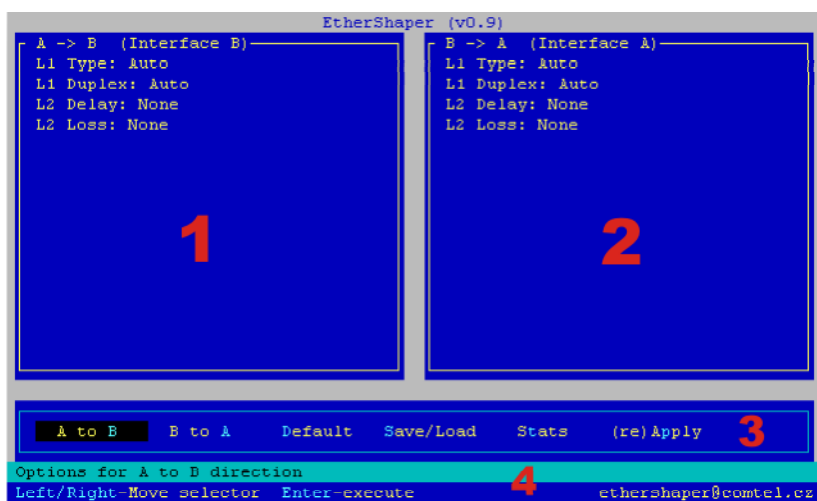 EtherShaper (v0.9)
A -> B (Interface B)
L1 Type: Auto
L1 Duplex: Auto
L2 Delay: None
L2 Loss: None
1
B -> A (Interface A)
L1 Type: Auto
L1 Duplex: Auto
L2 Delay: None
L2 Loss: None
2
A to B B to A Default Save/Load Stats (re)Apply 3
Options for A to B direction
4
Left/Right-Move selector Enter-execute ethershaper@comtel.cz